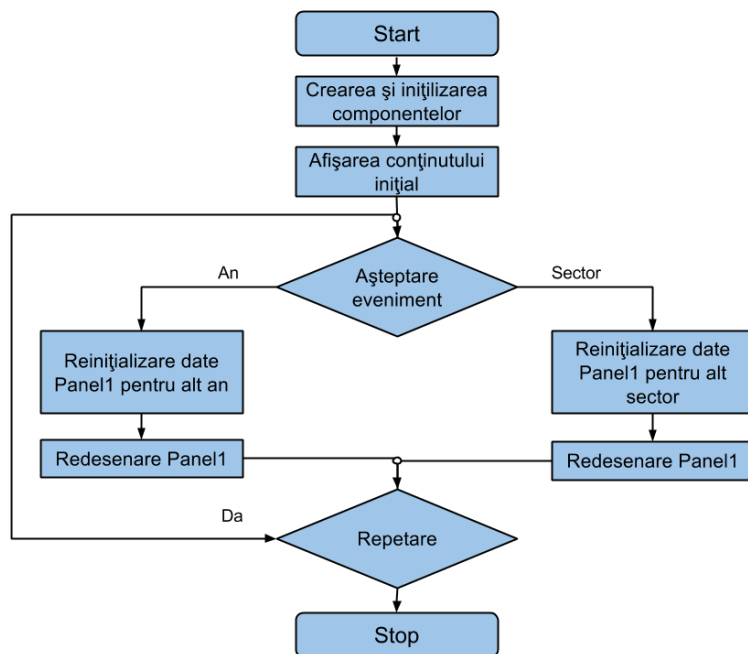 Start
Crearea şi iniţilizarea
componentelor
Afişarea conţinutului
iniţial
An
Aşteptare
eveniment
Sector
Reiniţializare date
Panel1 pentru alt an
Reiniţializare date
Panel1 pentru alt
sector
Redesenare Panel1
Redesenare Panel1
Da
Repetare
Stop